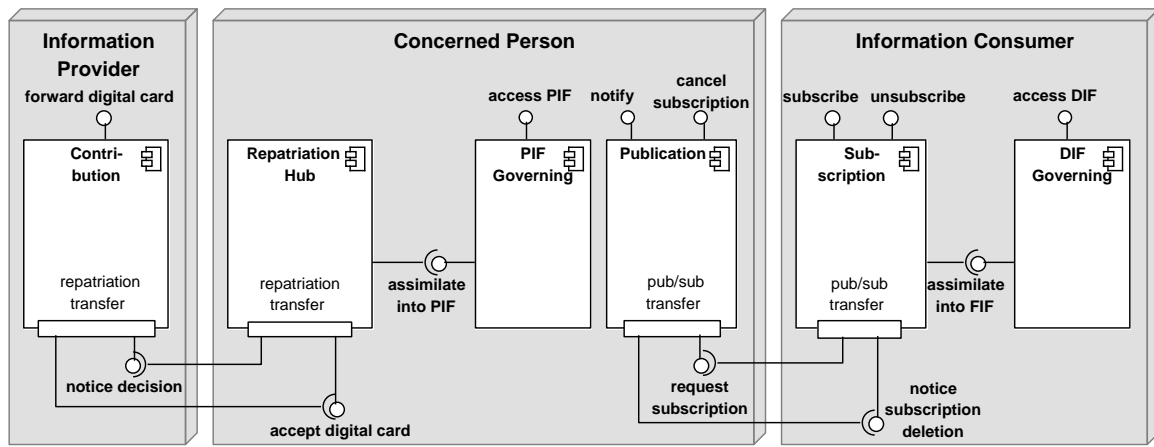 Information
Provider
forward digital card
Contri-
bution
repatriation
transfer
notice decision
Concerned Person
Repatriation
Hub
repatriation
transfer
accept digital card
assimilate
into PIF
access PIF
PIF
Governing
notify
cancel
subscription
Publication
pub/sub
transfer
request
subscription
Information Consumer
subscribe
unsubscribe
Sub-
scription
pub/sub
transfer
notice
subscription
deletion
assimilate
into FIF
access DIF
DIF
Governing